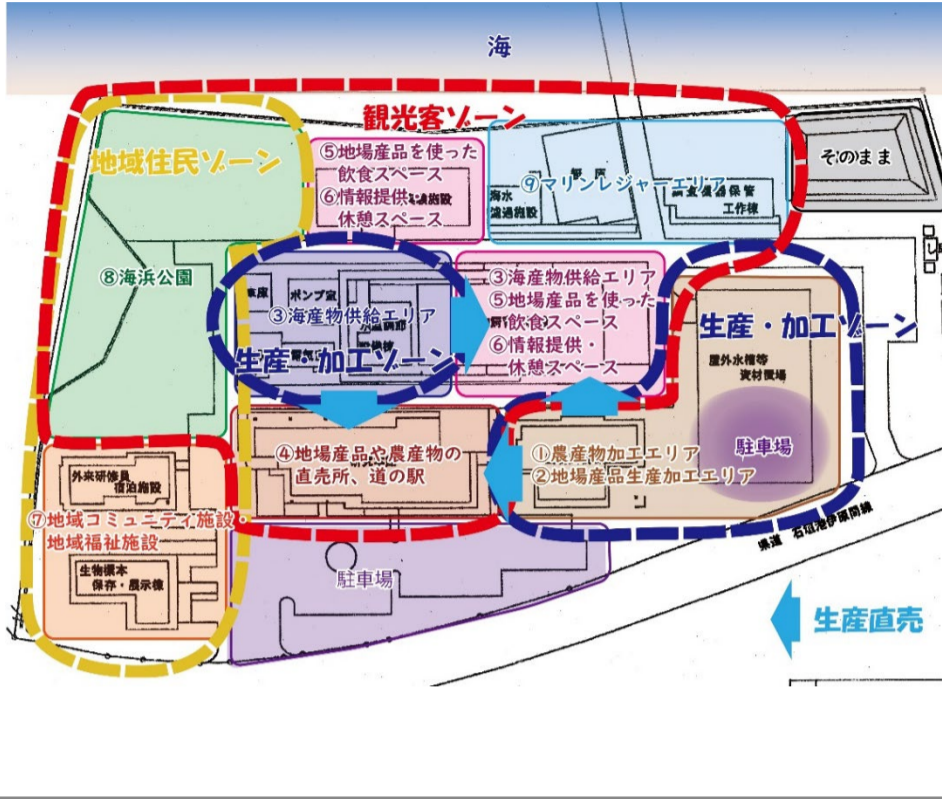 海
観光客ゾーン
地域住民ゾーン
⑤地場産品を使った
飲食スペース
⑥情報提供・
休憩スペース
⑨マリンレジャーエリア
海水
濾過施設
工作棟
そのまま
⑧海浜公園
ポンプ室
③海産物供給エリア
生産・加工ゾーン
③海産物供給エリア
⑤地場産品を使った
飲食スペース
⑥情報提供・
休憩スペース
生産・加工ゾーン
屋外水槽等
資材置場
駐車場
④地場産品や農産物の
直売所、道の駅
①農産物加工エリア
②地場産品生産加工エリア
外来研修員
宿泊施設
⑦地域コミュニティ施設・
地域福祉施設
生物標本
保存・展示棟
駐車場
県道 石垣港伊原間線
生産直売